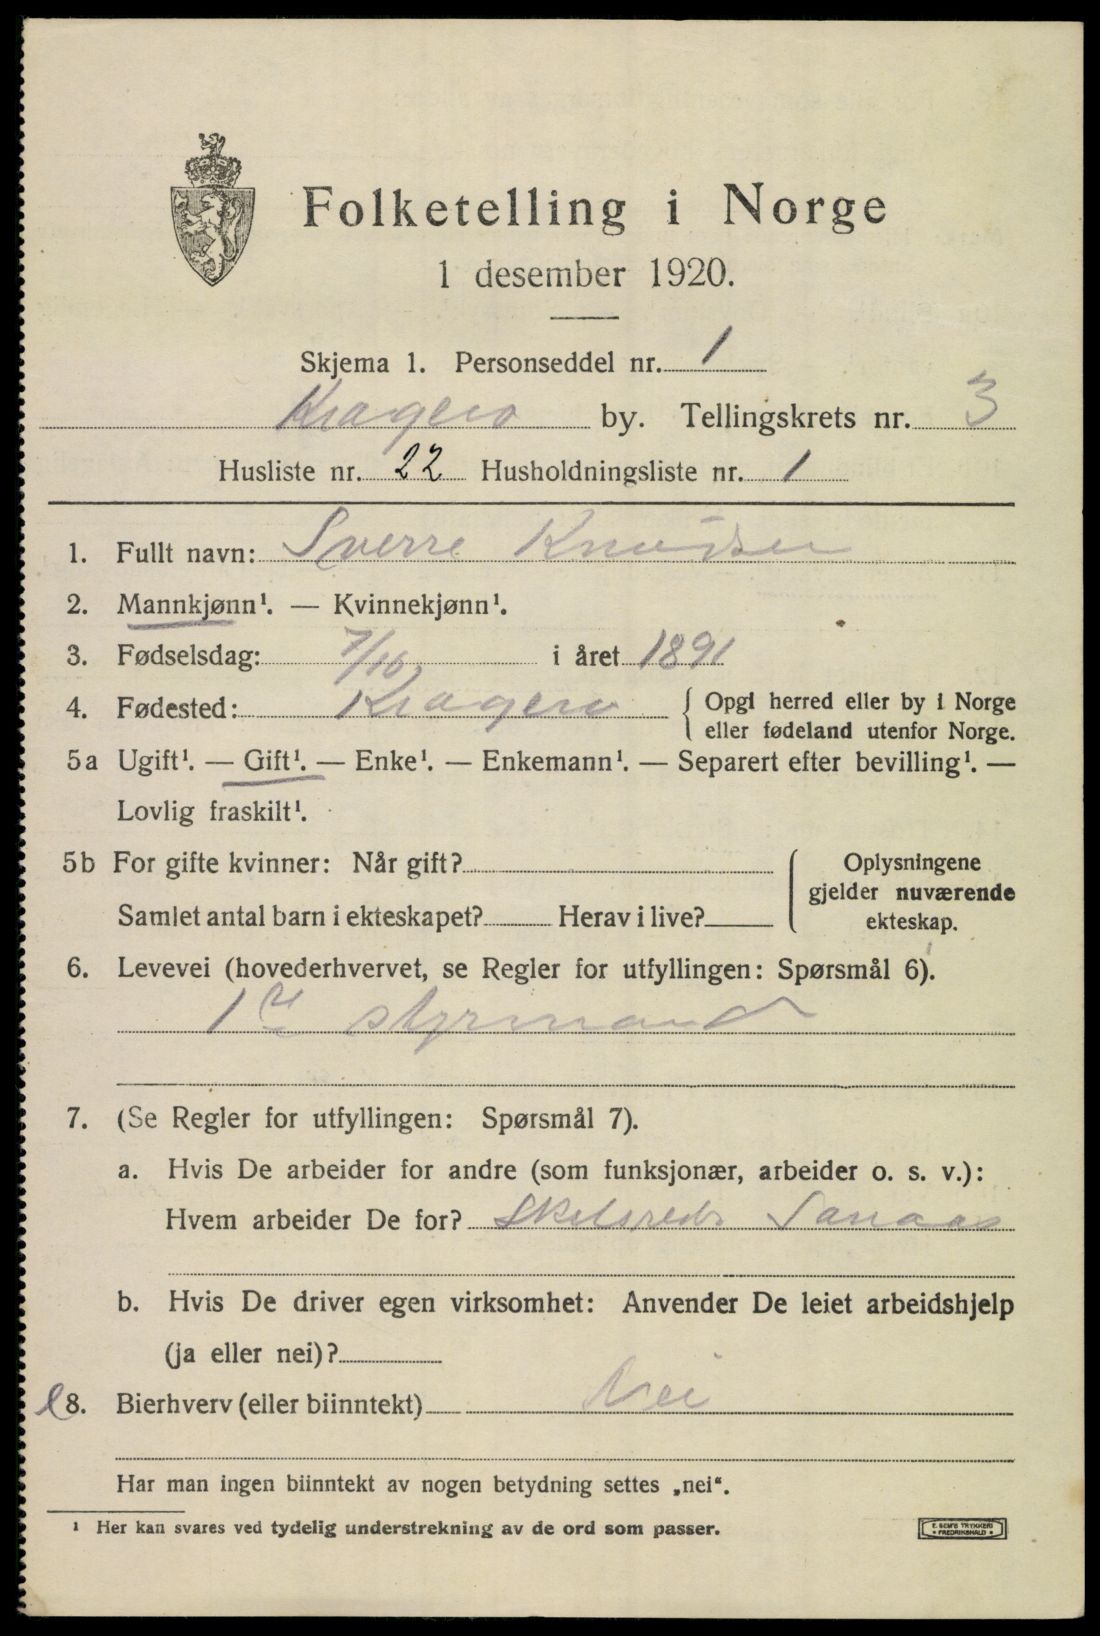 Folketelling i Norge
1 desember 1920.
Skjema 1. Personseddel nr. 1
Kragerø by. Tellingskrets nr. 3
Husliste nr. 22 Husholdningsliste nr. 1
1. Fullt navn: Sverre Knudsen
2. Mannkjønn¹. — Kvinnekjønn¹.
3. Fødselsdag: 7/10 i året 1891
4. Fødested: Kragerø { Opgi herred eller by i Norge
eller fødeland utenfor Norge.
5a Ugift¹. — Gift¹. — Enke¹. — Enkemann¹. — Separert efter bevilling¹. —
Lovlig fraskilt¹.
5b For gifte kvinner: Når gift?
Samlet antal barn i ekteskapet? Herav i live?
Oplysningene
gjelder nuværende
ekteskap.
6. Levevei (hovederhvervet, se Regler for utfyllingen: Spørsmål 6).
1ste styrmand
7. (Se Regler for utfyllingen: Spørsmål 7).
a. Hvis De arbeider for andre (som funksjonær, arbeider o. s. v.):
Hvem arbeider De for?
b. Hvis De driver egen virksomhet: Anvender De leiet arbeidshjelp
(ja eller nei)?
8. Bierhverv (eller biinntekt) Nei
Har man ingen biinntekt av nogen betydning settes „nei“.
¹ Her kan svares ved tydelig understrekning av de ord som passer.
E. SEM'S TRYKKERI
FREDRIKSHALD